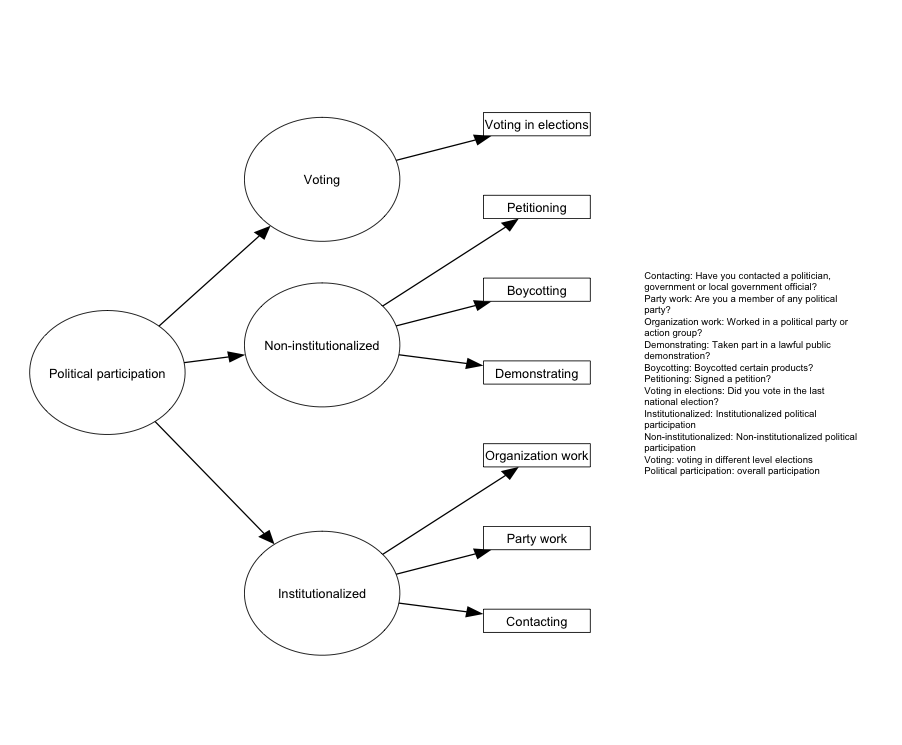 Voting in elections
Voting
Petitioning
Boycotting
Non-institutionalized
Demonstrating
Political participation
Organization work
Party work
Institutionalized
Contacting
Contacting: Have you contacted a politician,
government or local government official?
Party work: Are you a member of any political
party?
Organization work: Worked in a political party or
action group?
Demonstrating: Taken part in a lawful public
demonstration?
Boycotting: Boycotted certain products?
Petitioning: Signed a petition?
Voting in elections: Did you vote in the last
national election?
Institutionalized: Institutionalized political
participation
Non-institutionalized: Non-institutionalized political
participation
Voting: voting in different level elections
Political participation: overall participation